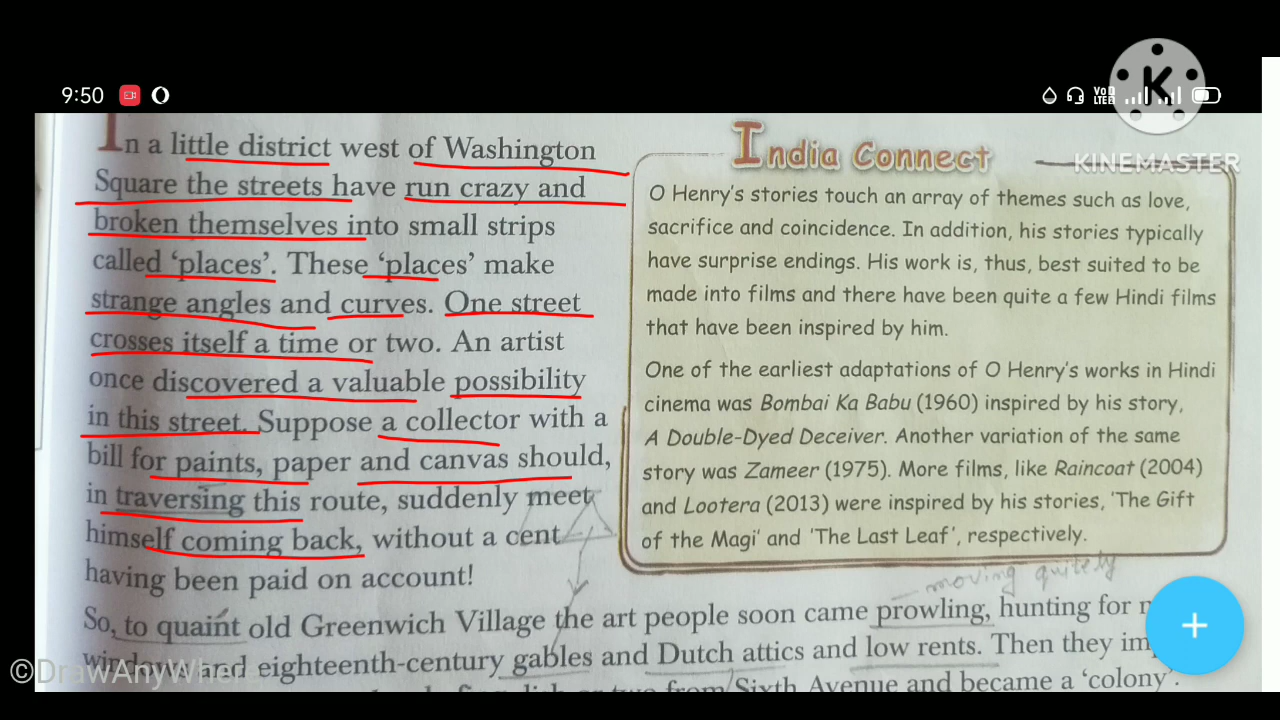 9:50
VoD
LTE2
K
KINEMASTER
In a little district west of Washington
Square the streets have run crazy and
broken themselves into small strips
called ‘places’. These ‘places’ make
strange angles and curves. One street
crosses itself a time or two. An artist
once discovered a valuable possibility
in this street. Suppose a collector with a
bill for paints, paper and canvas should,
in traversing this route, suddenly meet
himself coming back, without a cent
having been paid on account!
India Connect
O Henry's stories touch an array of themes such as love,
sacrifice and coincidence. In addition, his stories typically
have surprise endings. His work is, thus, best suited to be
made into films and there have been quite a few Hindi films
that have been inspired by him.
One of the earliest adaptations of O Henry's works in Hindi
cinema was Bombai Ka Babu (1960) inspired by his story,
A Double-Dyed Deceiver. Another variation of the same
story was Zameer (1975). More films, like Raincoat (2004)
and Lootera (2013) were inspired by his stories, 'The Gift
of the Magi' and 'The Last Leaf', respectively.
moving quitely
So, to quaint old Greenwich Village the art people soon came prowling, hunting for
and eighteenth-century gables and Dutch attics and low rents. Then they
from Sixth Avenue and became a ‘colony’.
©DrawAnyWhere